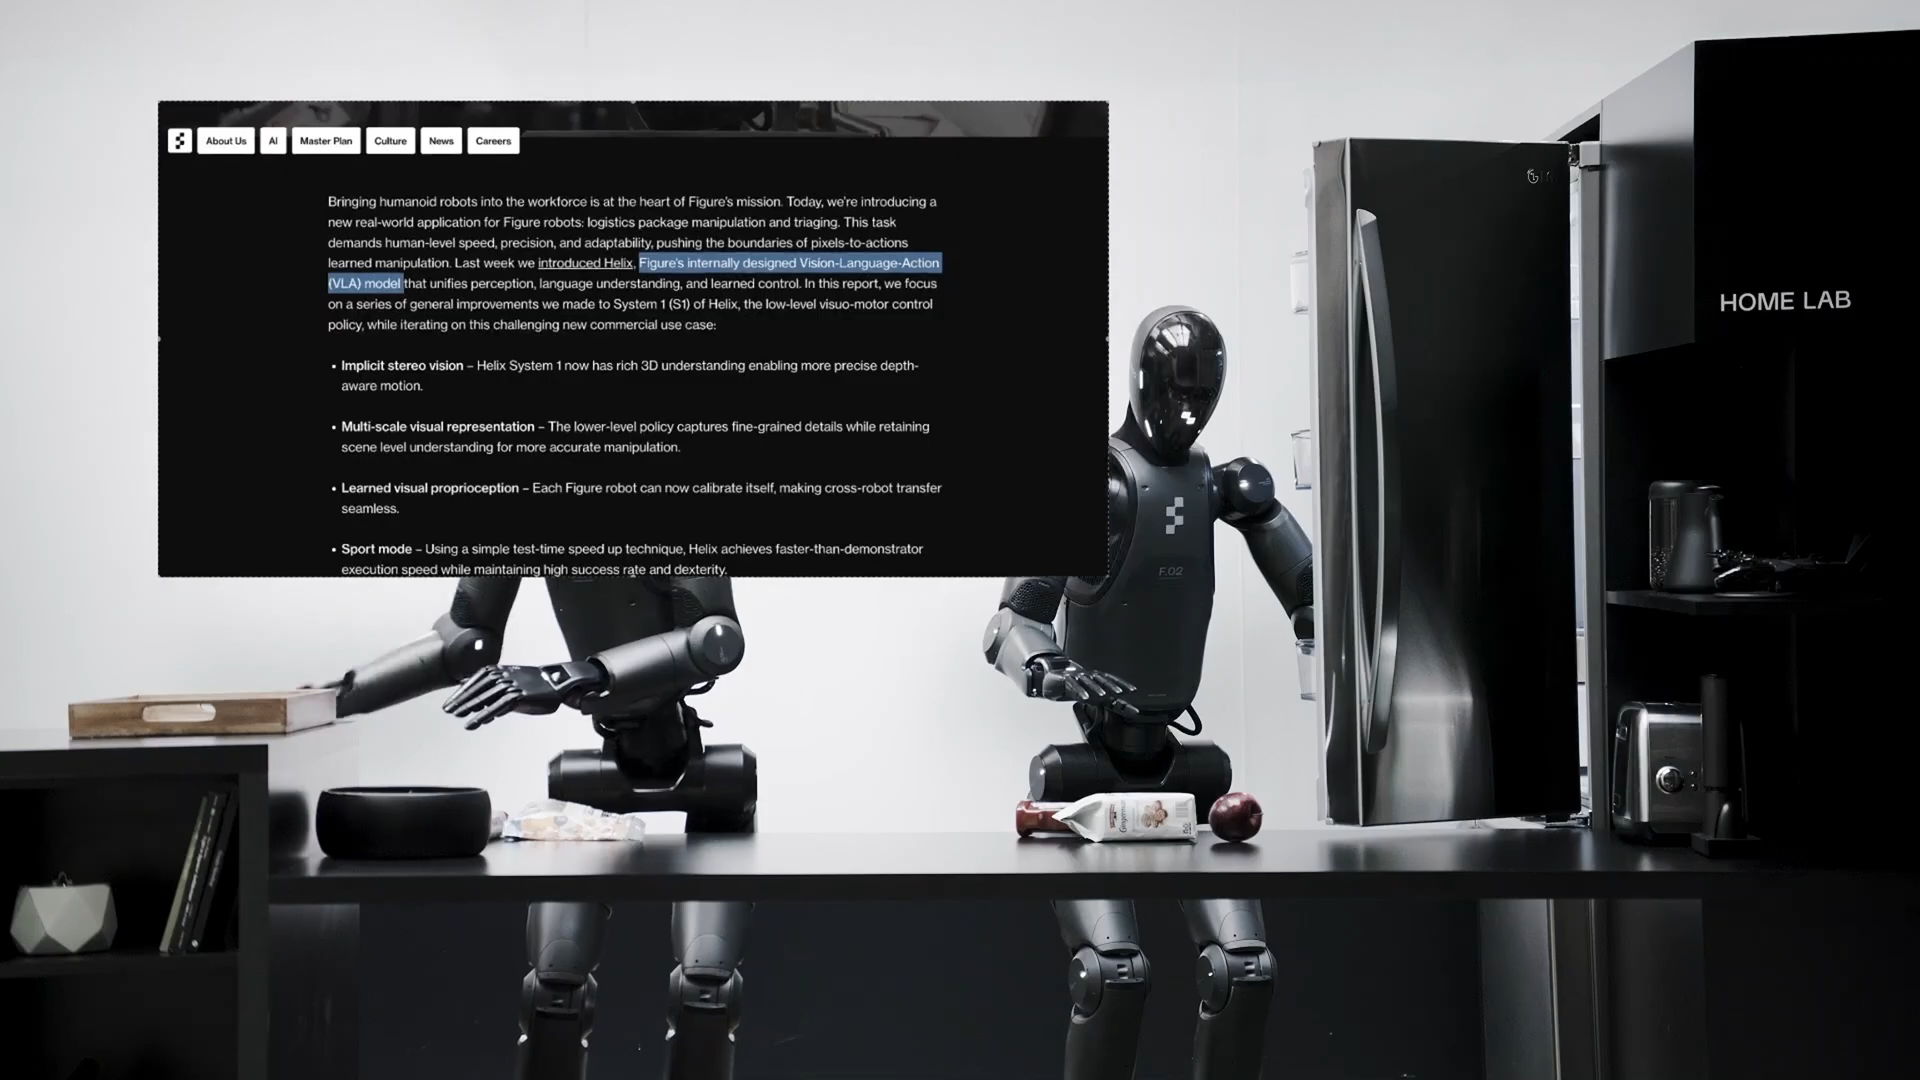 About Us
AI
Master Plan
Culture
News
Careers
Bringing humanoid robots into the workforce is at the heart of Figure's mission. Today, we're introducing a
new real-world application for Figure robots: logistics package manipulation and triaging. This task
demands human-level speed, precision, and adaptability, pushing the boundaries of pixels-to-actions
learned manipulation. Last week we introduced Helix, Figure's internally designed Vision-Language-Action
(VLA) model that unifies perception, language understanding, and learned control. In this report, we focus
on a series of general improvements we made to System 1 (S1) of Helix, the low-level visuo-motor control
policy, while iterating on this challenging new commercial use case:
• Implicit stereo vision – Helix System 1 now has rich 3D understanding enabling more precise depth-
aware motion.
• Multi-scale visual representation – The lower-level policy captures fine-grained details while retaining
scene level understanding for more accurate manipulation.
• Learned visual proprioception – Each Figure robot can now calibrate itself, making cross-robot transfer
seamless.
• Sport mode – Using a simple test-time speed up technique, Helix achieves faster-than-demonstrator
execution speed while maintaining high success rate and dexterity.
HOME LAB
F.02